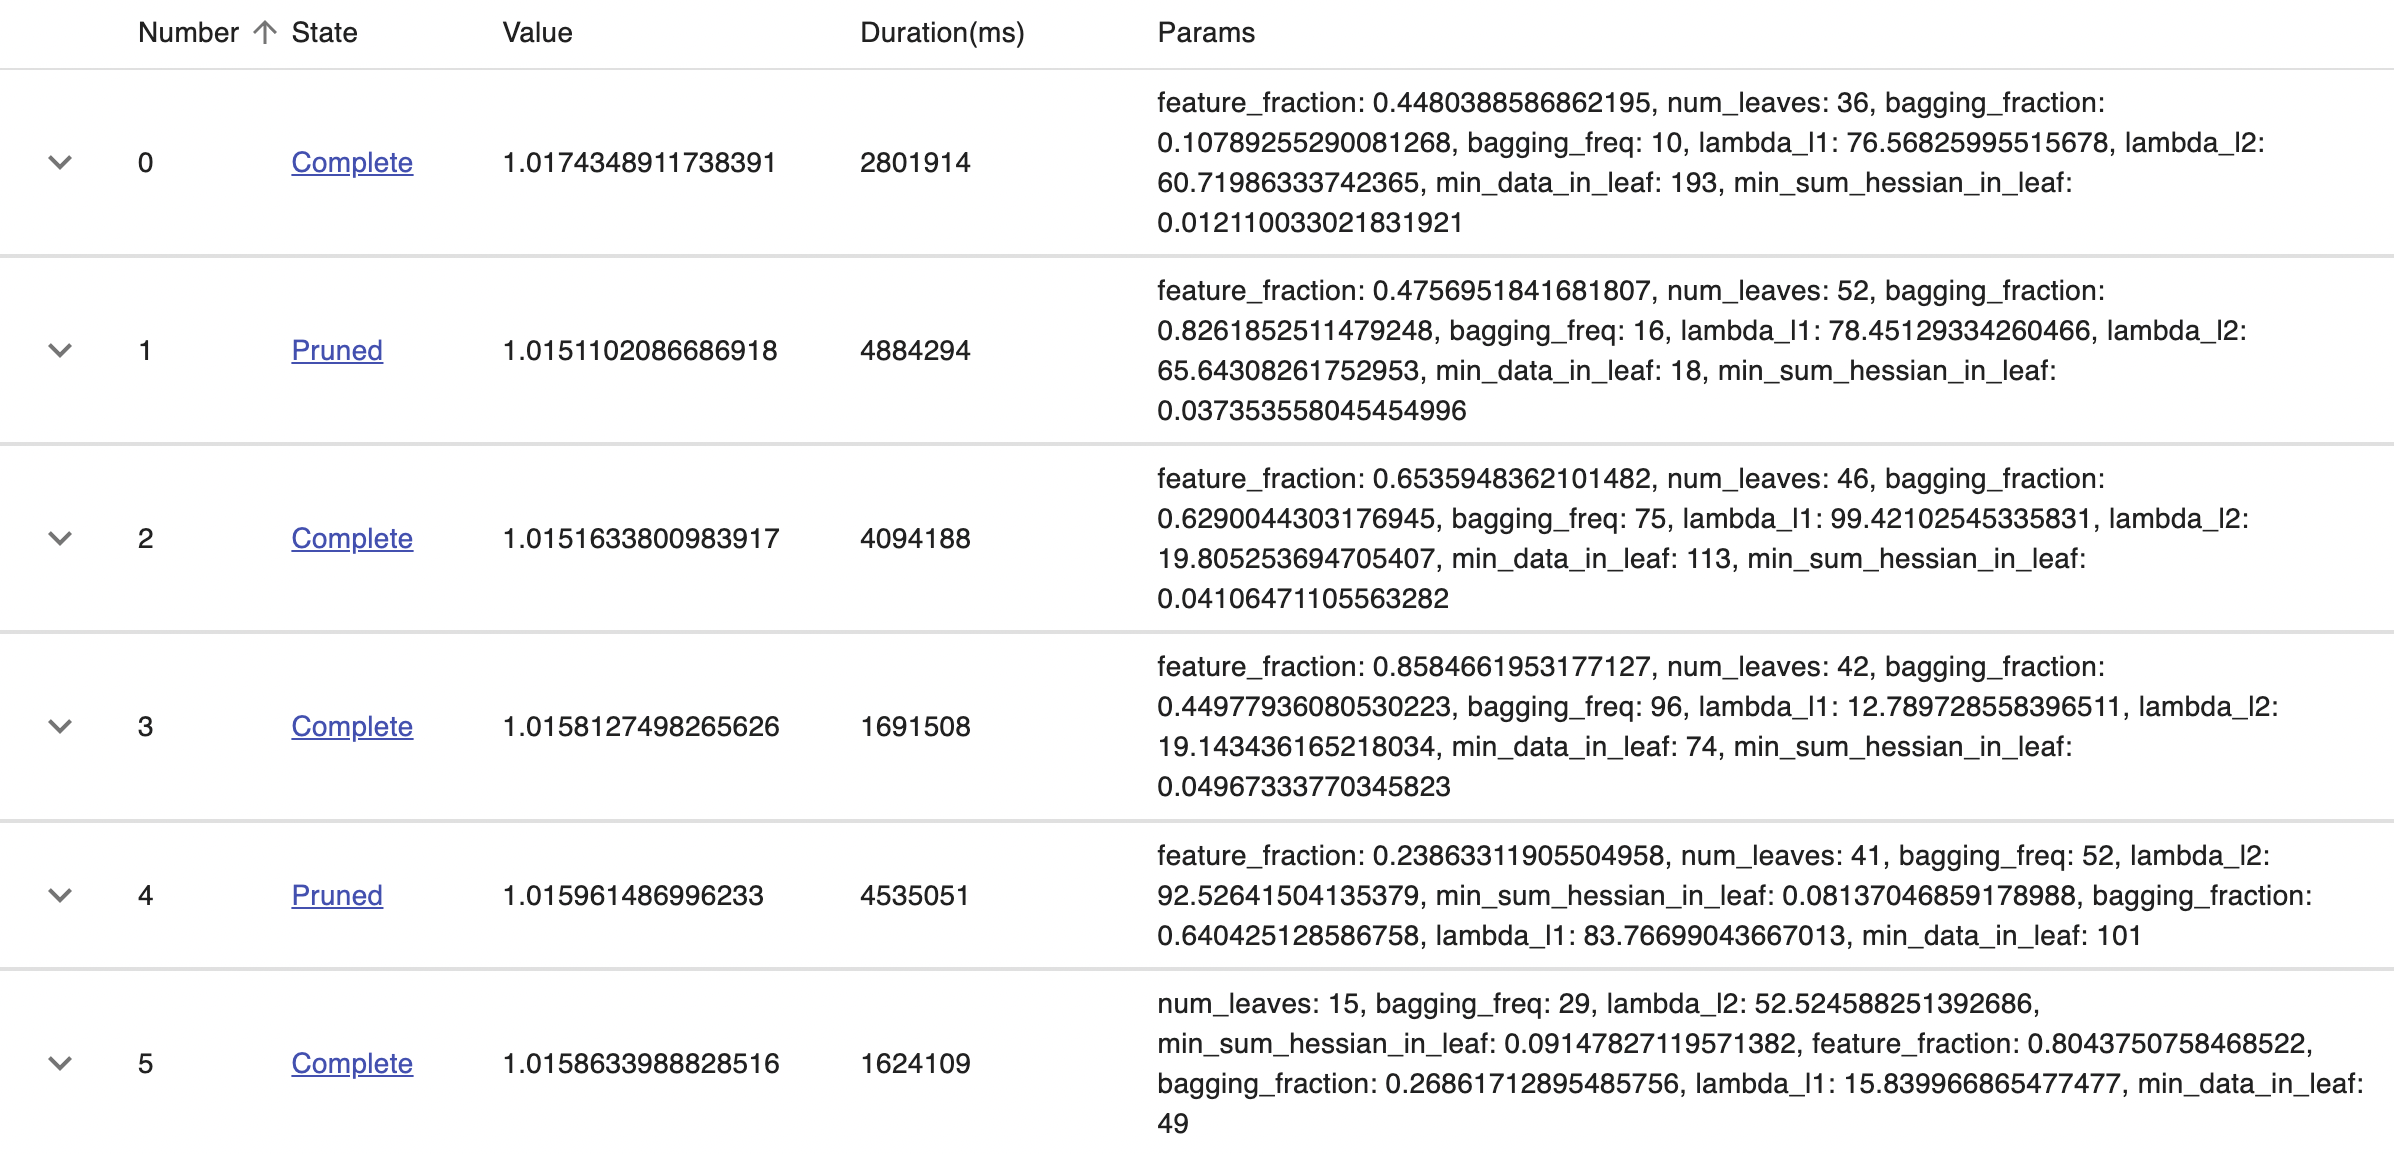 Number State Value Duration(ms) Params
feature_fraction: 0.4480388586862195, num_leaves: 36, bagging_fraction:
0.10789255290081268, bagging_freq: 10, lambda_l1: 76.56825995515678, lambda_l2:
0 Complete 1.0174348911738391 2801914
60.71986333742365, min_data_in_leaf: 193, min_sum_hessian_in_leaf:
0.012110033021831921
feature_fraction: 0.4756951841681807, num_leaves: 52, bagging_fraction:
0.8261852511479248, bagging_freq: 16, lambda_l1: 78.45129334260466, lambda_l2:
1 Pruned 1.0151102086686918 4884294
65.64308261752953, min_data_in_leaf: 18, min_sum_hessian_in_leaf:
0.037353558045454996
feature_fraction: 0.6535948362101482, num_leaves: 46, bagging_fraction:
0.6290044303176945, bagging_freq: 75, lambda_l1: 99.42102545335831, lambda_l2:
2 Complete 1.0151633800983917 4094188
19.805253694705407, min_data_in_leaf: 113, min_sum_hessian_in_leaf:
0.04106471105563282
feature_fraction: 0.8584661953177127, num_leaves: 42, bagging_fraction:
0.44977936080530223, bagging_freq: 96, lambda_l1: 12.789728558396511, lambda_l2:
3 Complete 1.0158127498265626 1691508
19.143436165218034, min_data_in_leaf: 74, min_sum_hessian_in_leaf:
0.04967333770345823
feature_fraction: 0.23863311905504958, num_leaves: 41, bagging_freq: 52, lambda_l2:
4 Pruned 1.015961486996233 4535051 92.52641504135379, min_sum_hessian_in_leaf: 0.08137046859178988, bagging_fraction:
0.640425128586758, lambda_l1: 83.76699043667013, min_data_in_leaf: 101
num_leaves: 15, bagging_freq: 29, lambda_l2: 52.524588251392686,
min_sum_hessian_in_leaf: 0.09147827119571382, feature_fraction: 0.8043750758468522,
5 Complete 1.0158633988828516 1624109
bagging_fraction: 0.26861712895485756, lambda_l1: 15.839966865477477, min_data_in_leaf:
49